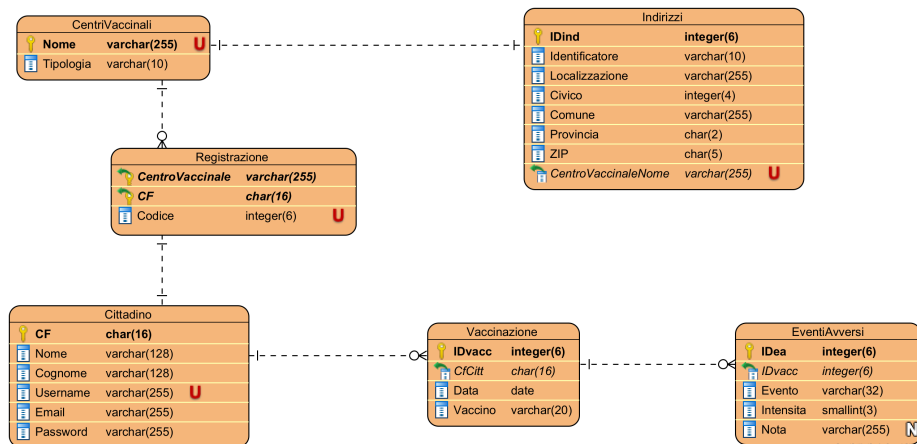 CentriVaccinali
Nome varchar(255) U
Tipologia varchar(10)
Indirizzi
IDind integer(6)
Identificatore varchar(10)
Localizzazione varchar(255)
Civico integer(4)
Comune varchar(255)
Provincia char(2)
ZIP char(5)
CentroVaccinaleNome varchar(255) U
Registrazione
CentroVaccinale varchar(255)
CF char(16)
Codice integer(6) U
Cittadino
CF char(16)
Nome varchar(128)
Cognome varchar(128)
Username varchar(255) U
Email varchar(255)
Password varchar(255)
Vaccinazione
IDvacc integer(6)
CfCitt char(16)
Data date
Vaccino varchar(20)
EventiAvversi
IDea integer(6)
IDvacc integer(6)
Evento varchar(32)
Intensita smallint(3)
Nota varchar(255) N